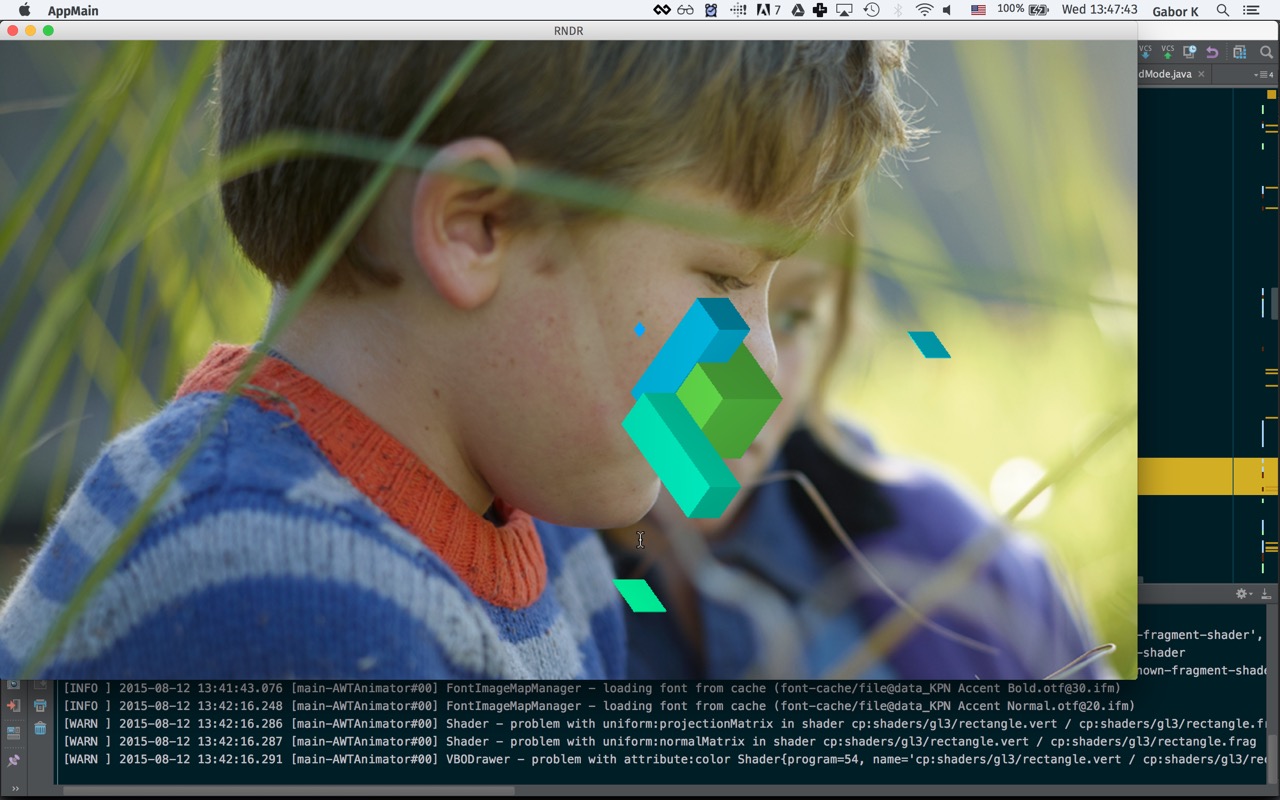 AppMain
7
100%
Wed 13:47:43
Gabor K
RNDR
VCS
VCS
dMode.java
4
-fragment-shader',
-shader
nown-fragment-shade
[INFO ] 2015-08-12 13:41:43.076 [main-AWTAnimator#00] FontImageMapManager - loading font from cache (font-cache/file@data_KPN Accent Bold.otf@30.ifm)
[INFO ] 2015-08-12 13:42:16.248 [main-AWTAnimator#00] FontImageMapManager - loading font from cache (font-cache/file@data_KPN Accent Normal.otf@20.ifm)
[WARN ] 2015-08-12 13:42:16.286 [main-AWTAnimator#00] Shader - problem with uniform:projectionMatrix in shader cp:shaders/gl3/rectangle.vert / cp:shaders/gl3/rectangle.fr
[WARN ] 2015-08-12 13:42:16.287 [main-AWTAnimator#00] Shader - problem with uniform:normalMatrix in shader cp:shaders/gl3/rectangle.vert / cp:shaders/gl3/rectangle.frag
[WARN ] 2015-08-12 13:42:16.291 [main-AWTAnimator#00] VBODrawer - problem with attribute:color Shader{program=54, name='cp:shaders/gl3/rectangle.vert / cp:shaders/gl3/rec